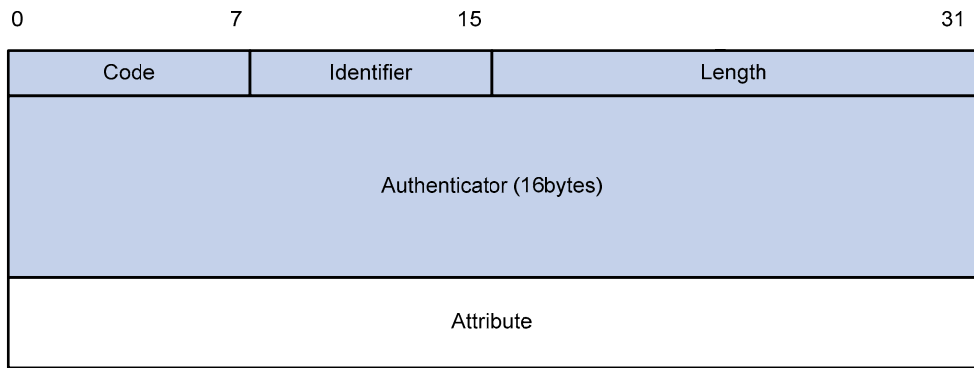 0 7 15 31
Code Identifier Length
Authenticator (16bytes)
Attribute